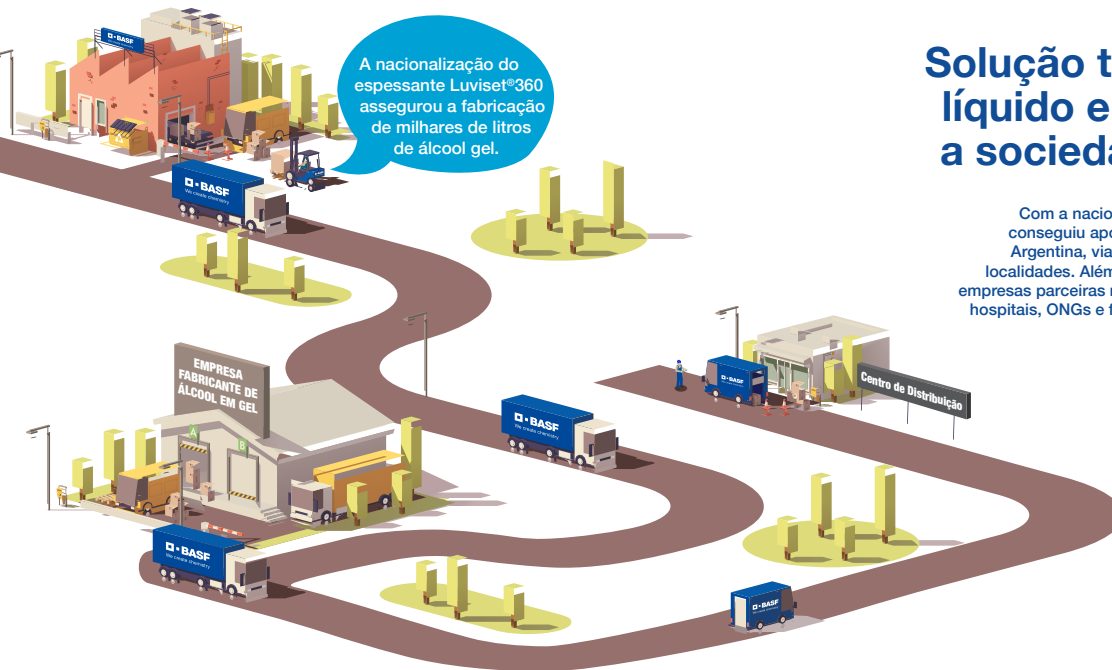 BASF
A nacionalização do
espessante Luviset®360
assegurou a fabricação
de milhares de litros
de álcool gel.
BASF
We create chemistry
Solução t
líquido e
a socieda
Com a nacio
conseguiu apo
Argentina, via
localidades. Além
empresas parceiras
hospitais, ONGs e f
EMPRESA
FABRICANTE DE
ÁLCOOL EM GEL
A
B
BASF
Centro de Distribuição
BASF
We create chemistry
BASF
We create chemistry
BASF